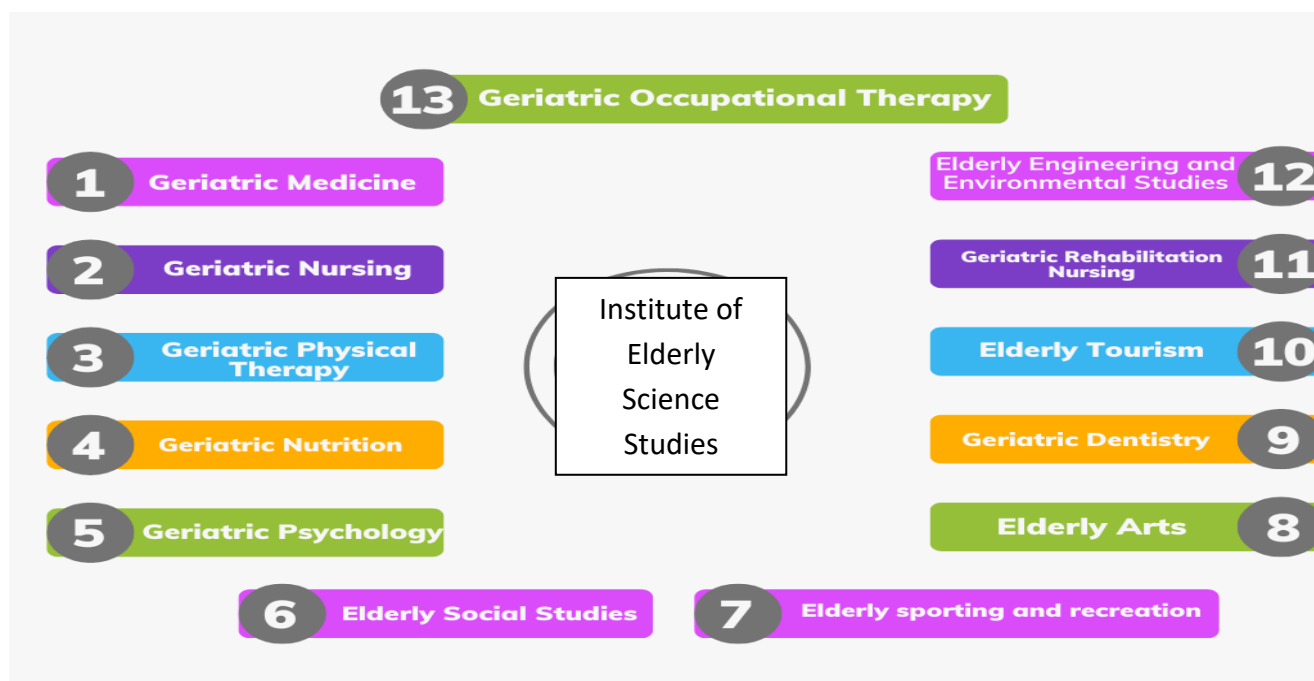 13 Geriatric Occupational Therapy
1 Geriatric Medicine
2 Geriatric Nursing
3 Geriatric Physical
Therapy
4 Geriatric Nutrition
5 Geriatric Psychology
6 Elderly Social Studies
7 Elderly sporting and recreation
Institute of
Elderly
Science
Studies
Elderly Engineering and
Environmental Studies 12
Geriatric Rehabilitation
Nursing 11
Elderly Tourism 10
Geriatric Dentistry 9
Elderly Arts 8